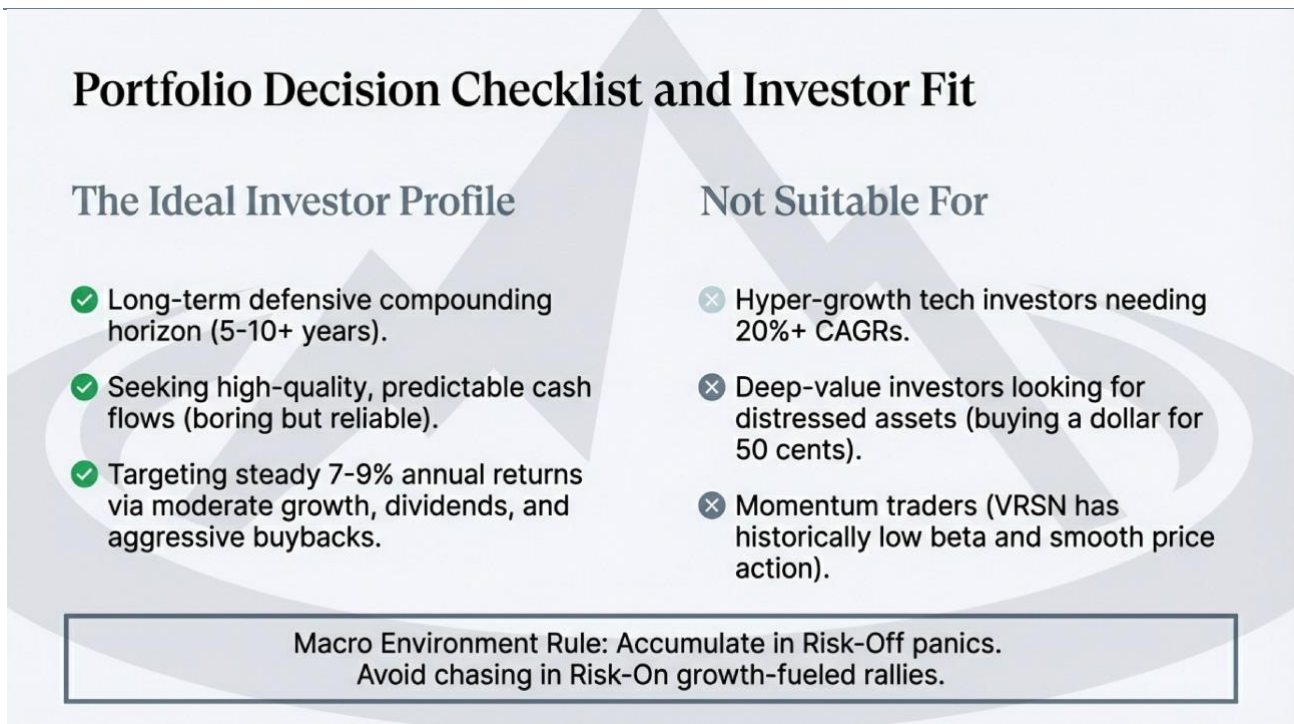 Portfolio Decision Checklist and Investor Fit
The Ideal Investor Profile
Long-term defensive compounding
horizon (5-10+ years).
Seeking high-quality, predictable cash
flows (boring but reliable).
Targeting steady 7-9% annual returns
via moderate growth, dividends, and
aggressive buybacks.
Not Suitable For
Hyper-growth tech investors needing
20%+ CAGRs.
Deep-value investors looking for
distressed assets (buying a dollar for
50 cents).
Momentum traders (VRSN has
historically low beta and smooth price
action).
Macro Environment Rule: Accumulate in Risk-Off panics.
Avoid chasing in Risk-On growth-fueled rallies.